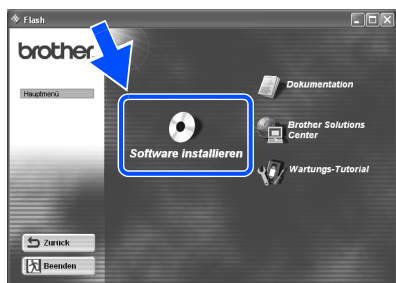 Flash
brother
Hauptmenü
Dokumentation
Brother Solutions
Center
Software installieren
Wartungs-Tutorial
Zurück
Beenden